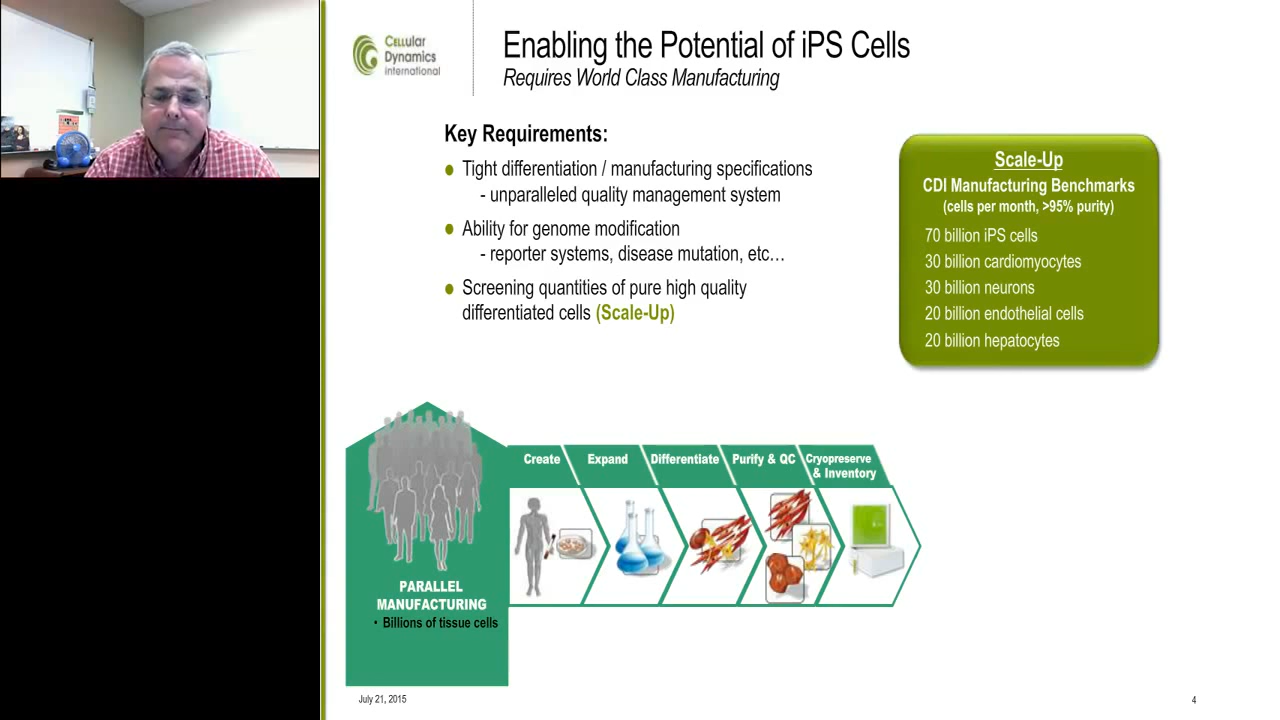 Cellular
Dynamics
international
Enabling the Potential of iPS Cells
Requires World Class Manufacturing
Key Requirements:
Tight differentiation / manufacturing specifications
- unparalleled quality management system
Ability for genome modification
- reporter systems, disease mutation, etc…
Screening quantities of pure high quality
differentiated cells (Scale-Up)
Scale-Up
CDI Manufacturing Benchmarks
(cells per month, >95% purity)
70 billion iPS cells
30 billion cardiomyocytes
30 billion neurons
20 billion endothelial cells
20 billion hepatocytes
Create
Expand
Differentiate
Purify & QC
Cryopreserve
& Inventory
PARALLEL
MANUFACTURING
• Billions of tissue cells
July 21, 2015
4